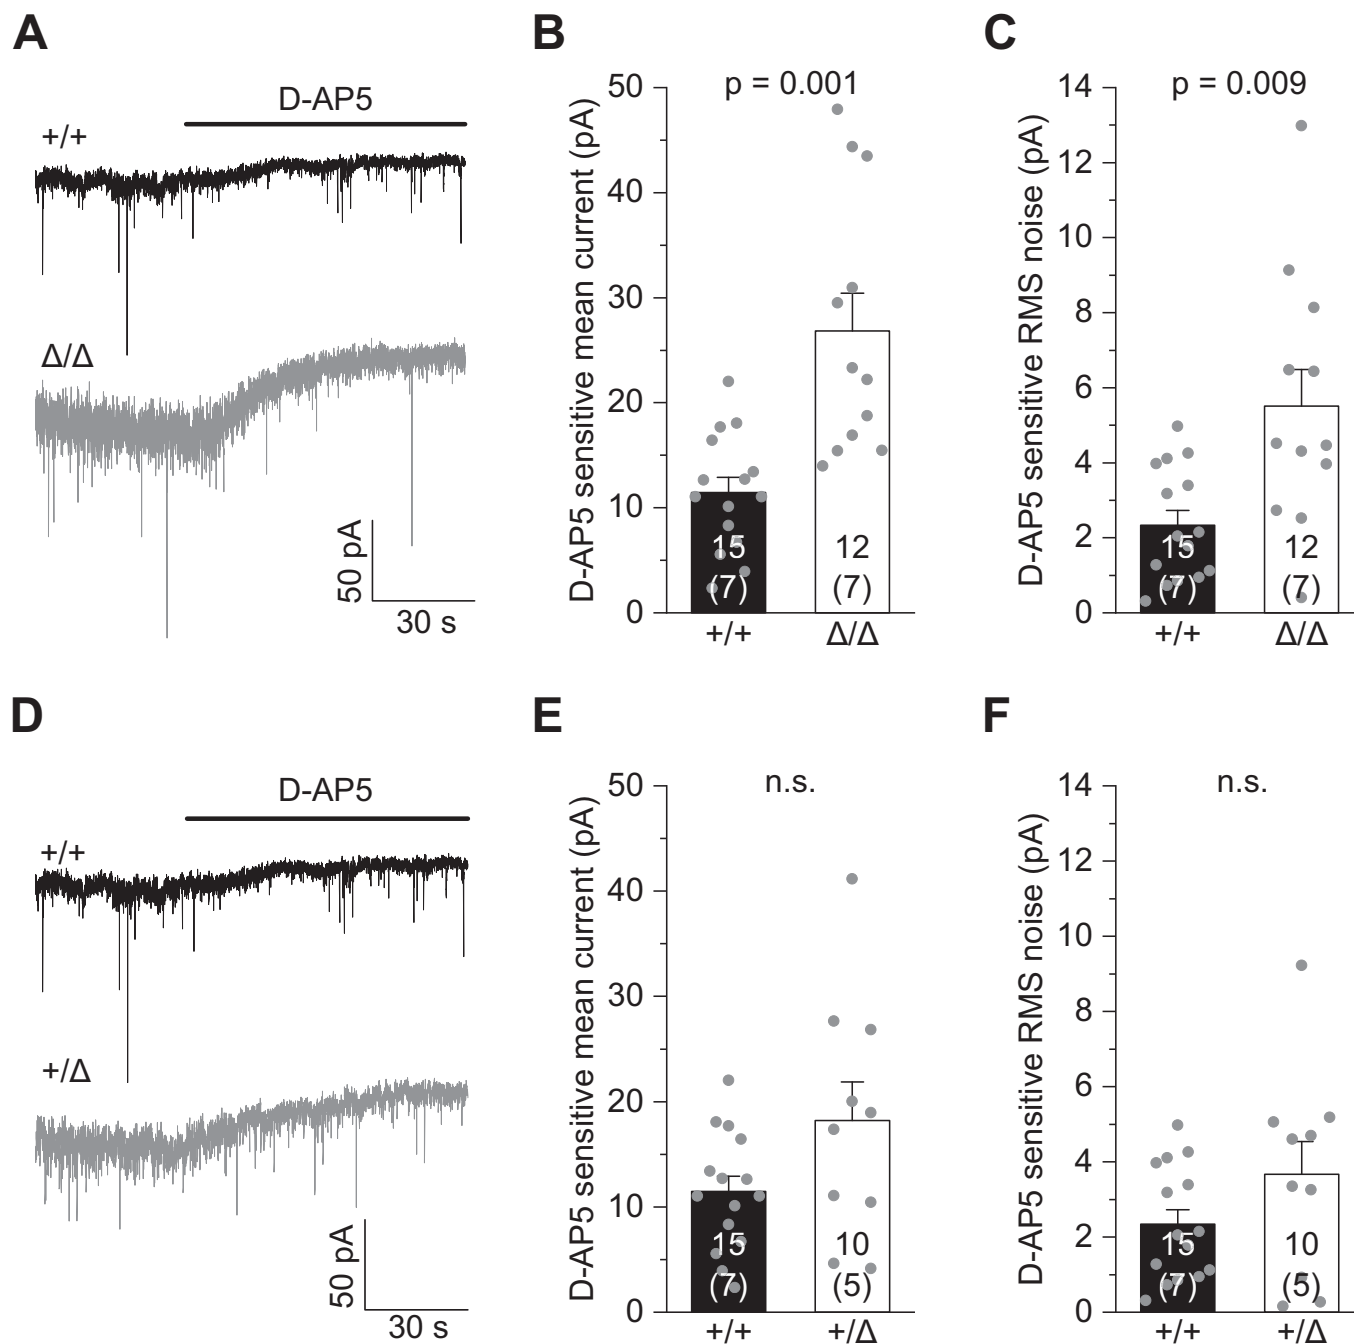 A
D-AP5
+/+
Δ/Δ
50 pA
30 s
B
p = 0.001
D-AP5 sensitive mean current (pA)
50
40
30
20
10
0
15
(7)
12
(7)
+/+
Δ/Δ
C
p = 0.009
D-AP5 sensitive RMS noise (pA)
14
12
10
8
6
4
2
0
15
(7)
12
(7)
+/+
Δ/Δ
D
D-AP5
+/+
+/Δ
50 pA
30 s
E
n.s.
D-AP5 sensitive mean current (pA)
50
40
30
20
10
0
15
(7)
10
(5)
+/+
+/Δ
F
n.s.
D-AP5 sensitive RMS noise (pA)
14
12
10
8
6
4
2
0
15
(7)
10
(5)
+/+
+/Δ